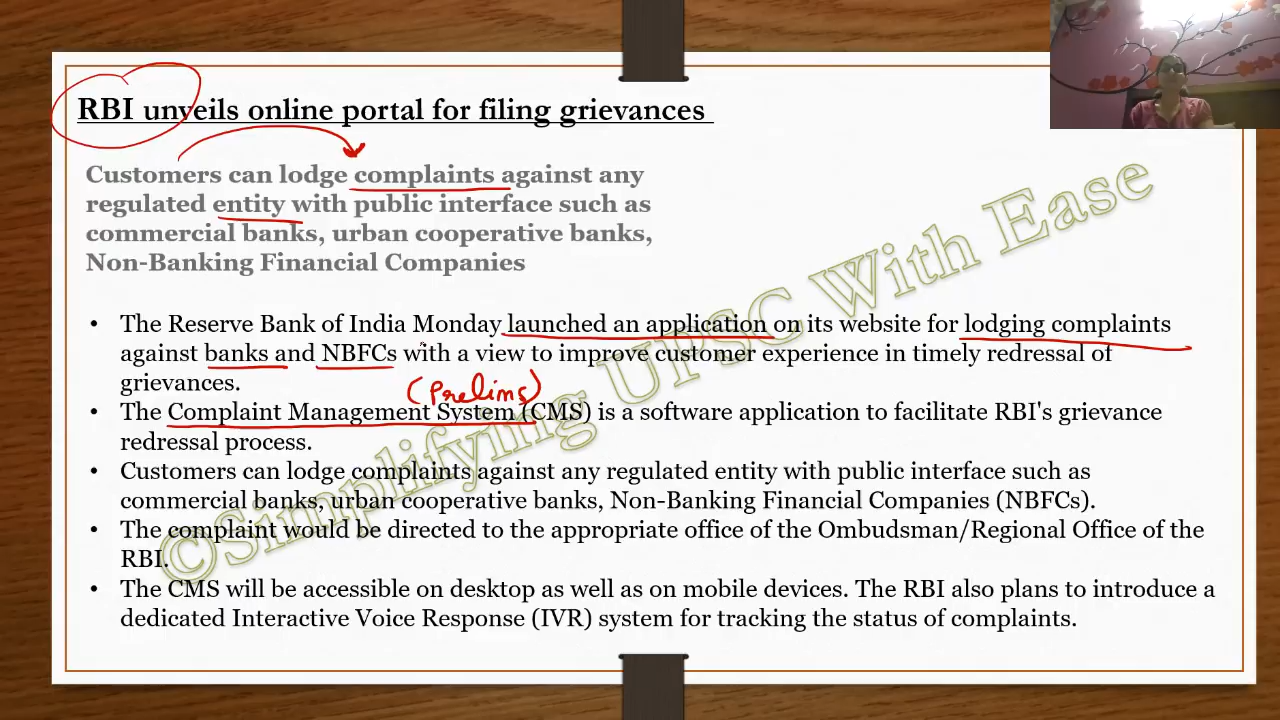 RBI unveils online portal for filing grievances
Customers can lodge complaints against any
regulated entity with public interface such as
commercial banks, urban cooperative banks,
Non-Banking Financial Companies
• The Reserve Bank of India Monday launched an application on its website for lodging complaints
against banks and NBFCs with a view to improve customer experience in timely redressal of
grievances.
(Prelims)
• The Complaint Management System (CMS) is a software application to facilitate RBI's grievance
redressal process.
• Customers can lodge complaints against any regulated entity with public interface such as
commercial banks, urban cooperative banks, Non-Banking Financial Companies (NBFCs).
• The complaint would be directed to the appropriate office of the Ombudsman/Regional Office of the
RBI.
• The CMS will be accessible on desktop as well as on mobile devices. The RBI also plans to introduce a
dedicated Interactive Voice Response (IVR) system for tracking the status of complaints.
©Simplifying UPSC With Ease